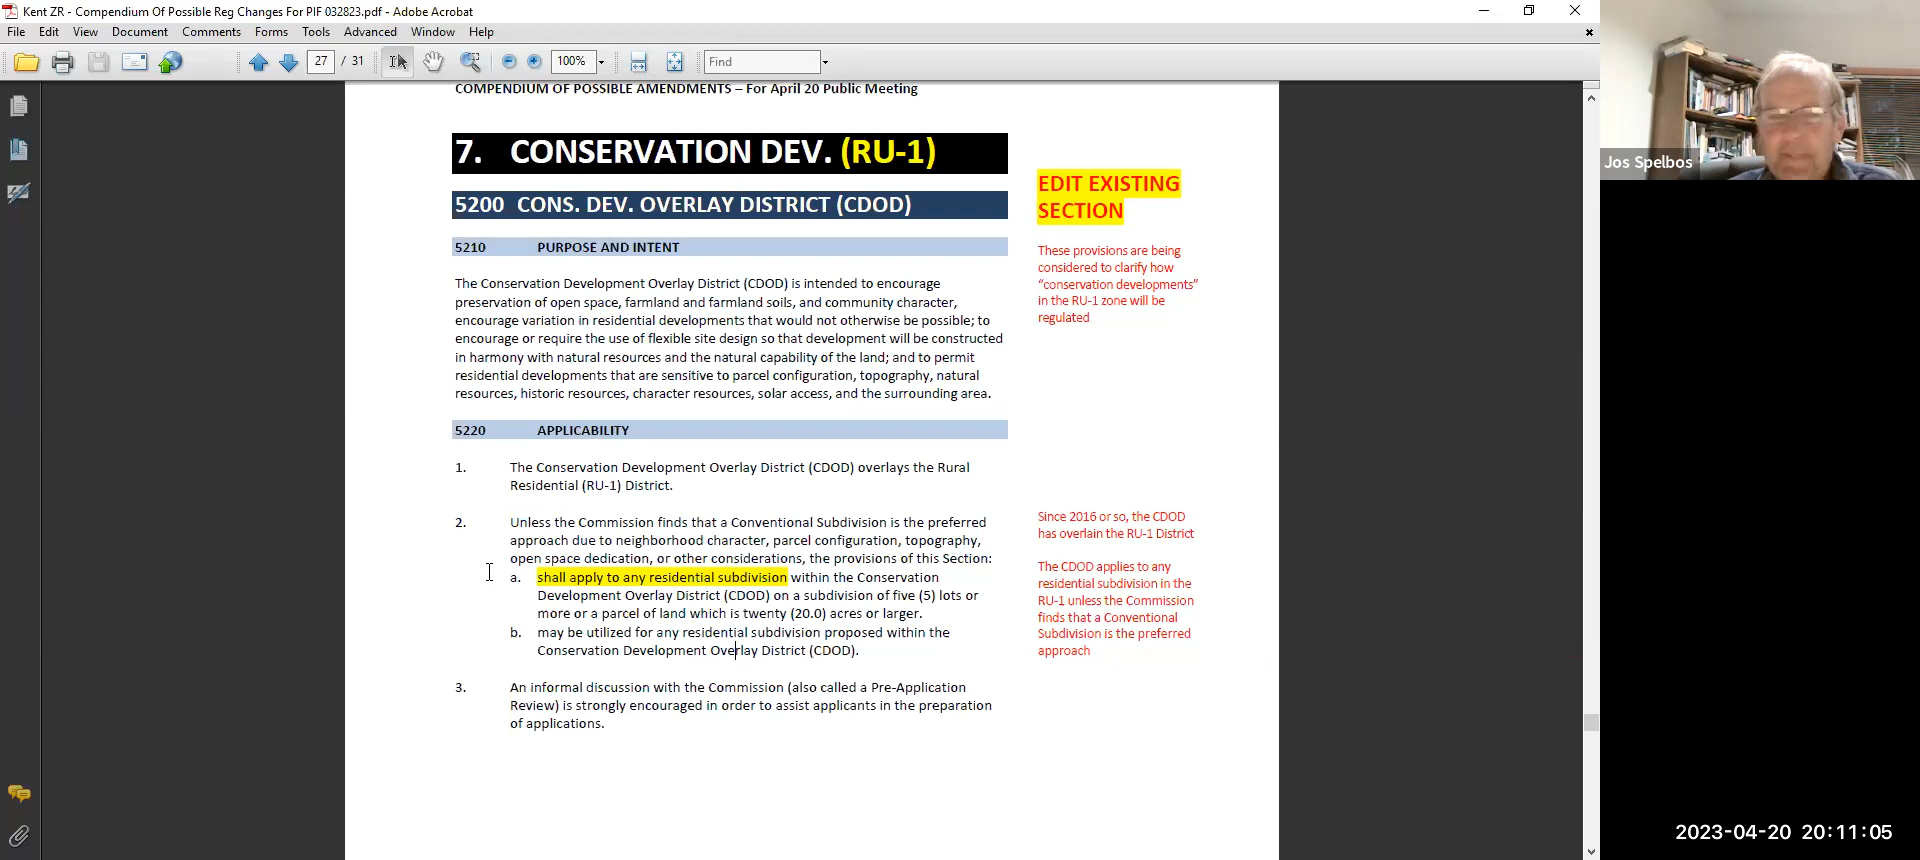 Kent ZR - Compendium Of Possible Reg Changes For PIF 032823.pdf - Adobe Acrobat
File Edit View Document Comments Forms Tools Advanced Window Help
27 / 31 100% Find
COMPENDIUM OF POSSIBLE AMENDMENTS – For April 20 Public Meeting
7. CONSERVATION DEV. (RU-1)
EDIT EXISTING
SECTION
5200 CONS. DEV. OVERLAY DISTRICT (CDOD)
5210 PURPOSE AND INTENT
These provisions are being
considered to clarify how
“conservation developments”
in the RU-1 zone will be
regulated
The Conservation Development Overlay District (CDOD) is intended to encourage
preservation of open space, farmland and farmland soils, and community character,
encourage variation in residential developments that would not otherwise be possible; to
encourage or require the use of flexible site design so that development will be constructed
in harmony with natural resources and the natural capability of the land; and to permit
residential developments that are sensitive to parcel configuration, topography, natural
resources, historic resources, character resources, solar access, and the surrounding area.
5220 APPLICABILITY
1. The Conservation Development Overlay District (CDOD) overlays the Rural
Residential (RU-1) District.
2. Unless the Commission finds that a Conventional Subdivision is the preferred
approach due to neighborhood character, parcel configuration, topography,
open space dedication, or other considerations, the provisions of this Section:
a. shall apply to any residential subdivision within the Conservation
Development Overlay District (CDOD) on a subdivision of five (5) lots or
more or a parcel of land which is twenty (20.0) acres or larger.
b. may be utilized for any residential subdivision proposed within the
Conservation Development Overlay District (CDOD).
Since 2016 or so, the CDOD
has overlain the RU-1 District
The CDOD applies to any
residential subdivision in the
RU-1 unless the Commission
finds that a Conventional
Subdivision is the preferred
approach
3. An informal discussion with the Commission (also called a Pre-Application
Review) is strongly encouraged in order to assist applicants in the preparation
of applications.
Jos Spelbos
2023-04-20 20:11:05